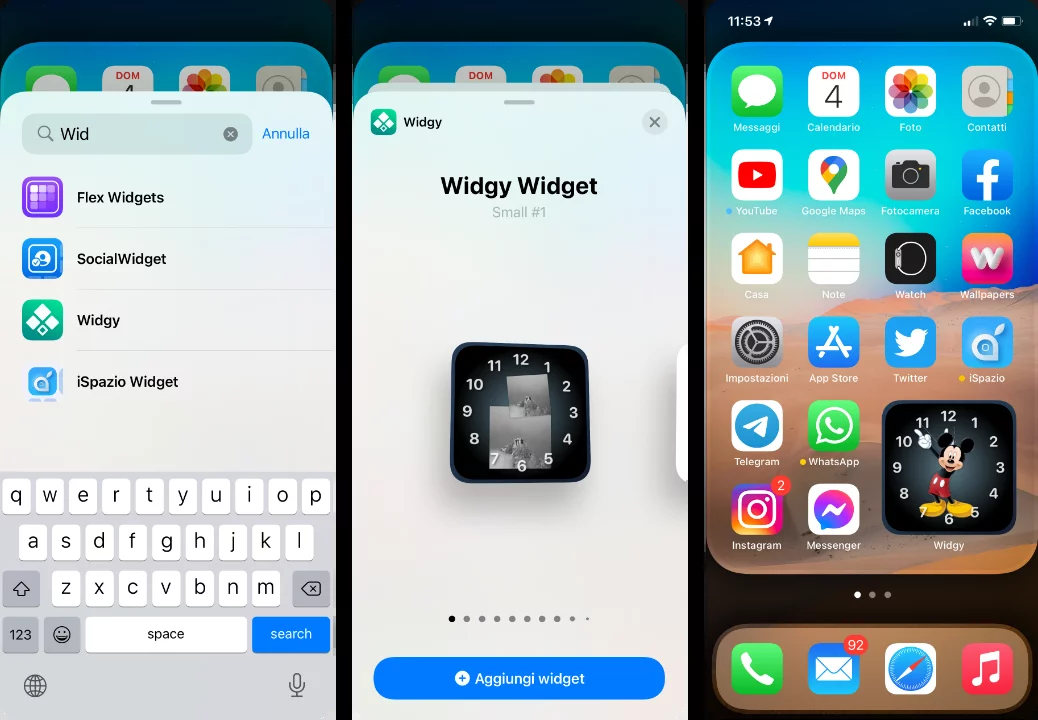 DOM
4
Wid
Annulla
Flex Widgets
SocialWidget
Widgy
iSpazio Widget
q w e r t y u i o p
a s d f g h j k l
z x c v b n m
123
space
search
DOM
Widgy
Widgy Widget
Small #1
12
11 1
10 2
9 3
8 4
7 6 5
Aggiungi widget
11:53
DOM
4
Messaggi
Calendario
Foto
Contatti
YouTube
Google Maps
Fotocamera
Facebook
Casa
Note
Watch
Wallpapers
Impostazioni
App Store
Twitter
iSpazio
12
11 1
10 2
9 3
8 4
7 6 5
Telegram
WhatsApp
2
Instagram
Messenger
Widgy
92